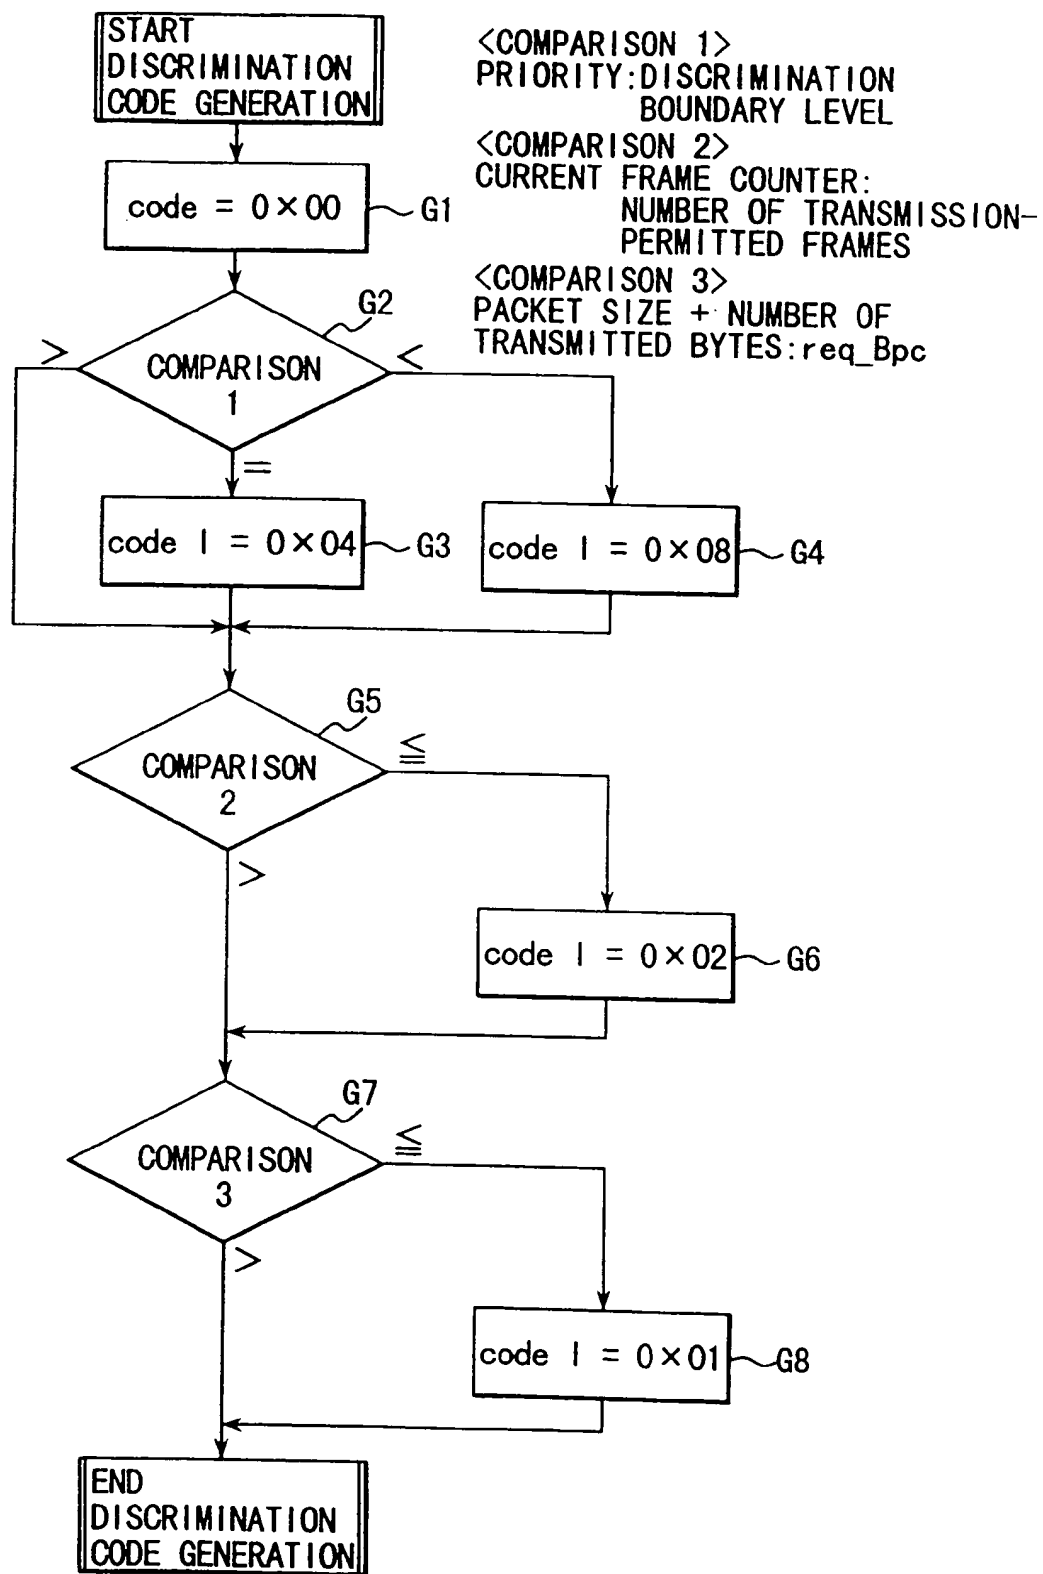 START
DISCRIMINATION
CODE GENERATION
<COMPARISON 1>
PRIORITY:DISCRIMINATION
BOUNDARY LEVEL
<COMPARISON 2>
CURRENT FRAME COUNTER:
NUMBER OF TRANSMISSION-
PERMITTED FRAMES
<COMPARISON 3>
PACKET SIZE + NUMBER OF
TRANSMITTED BYTES:req_Bpc
code = 0×00
G1
G2
>
COMPARISON
1
<
=
code | = 0×04
G3
code | = 0×08
G4
G5
COMPARISON
2
≦
>
code | = 0×02
G6
G7
COMPARISON
3
≦
>
code | = 0×01
G8
END
DISCRIMINATION
CODE GENERATION